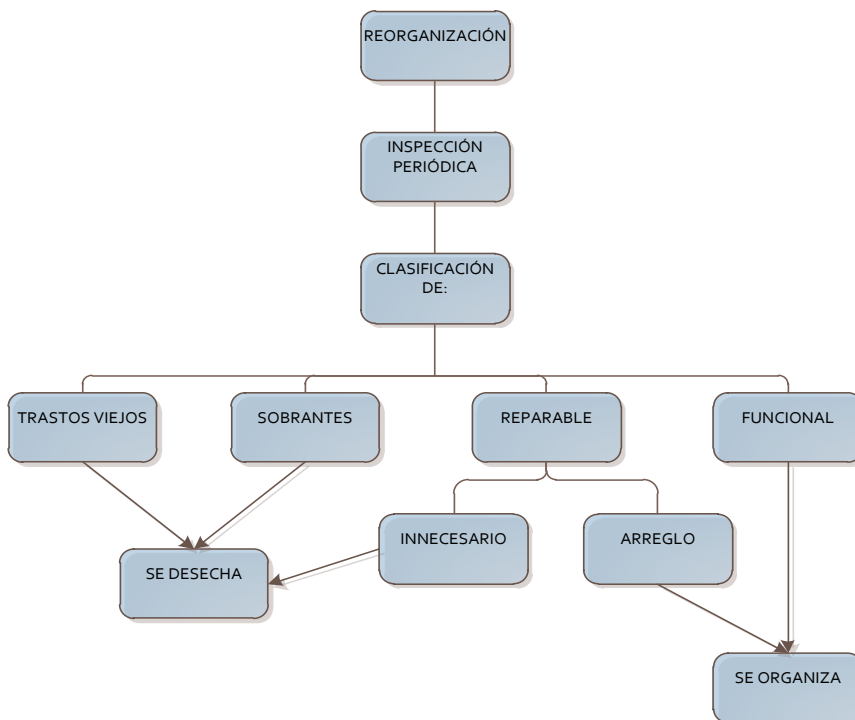 REORGANIZACIÓN
INSPECCIÓN
PERIÓDICA
CLASIFICACIÓN
DE:
TRASTOS VIEJOS
SOBRANTES
REPARABLE
FUNCIONAL
INNECESARIO
ARREGLO
SE DESECHA
SE ORGANIZA